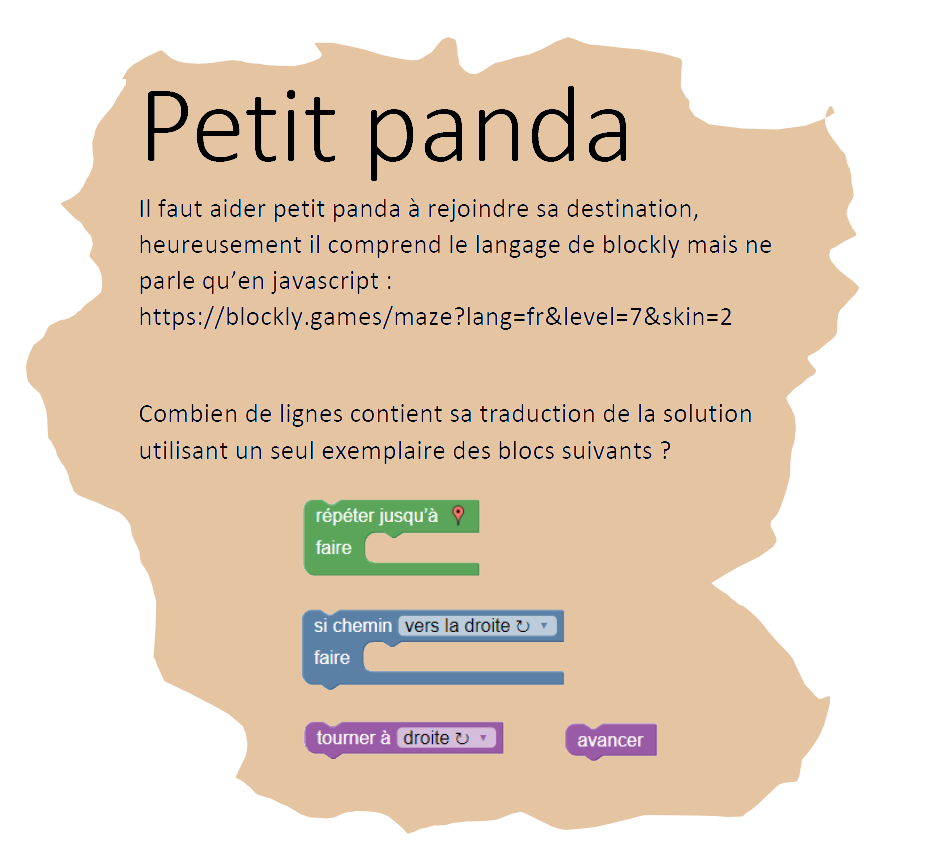 Petit panda
Il faut aider petit panda à rejoindre sa destination,
heureusement il comprend le langage de blockly mais ne
parle qu’en javascript :
https://blockly.games/maze?lang=fr&level=7&skin=2
Combien de lignes contient sa traduction de la solution
utilisant un seul exemplaire des blocs suivants ?
répéter jusqu’à
faire
si chemin vers la droite ↻ ▼
faire
tourner à droite ↻ ▼ avancer